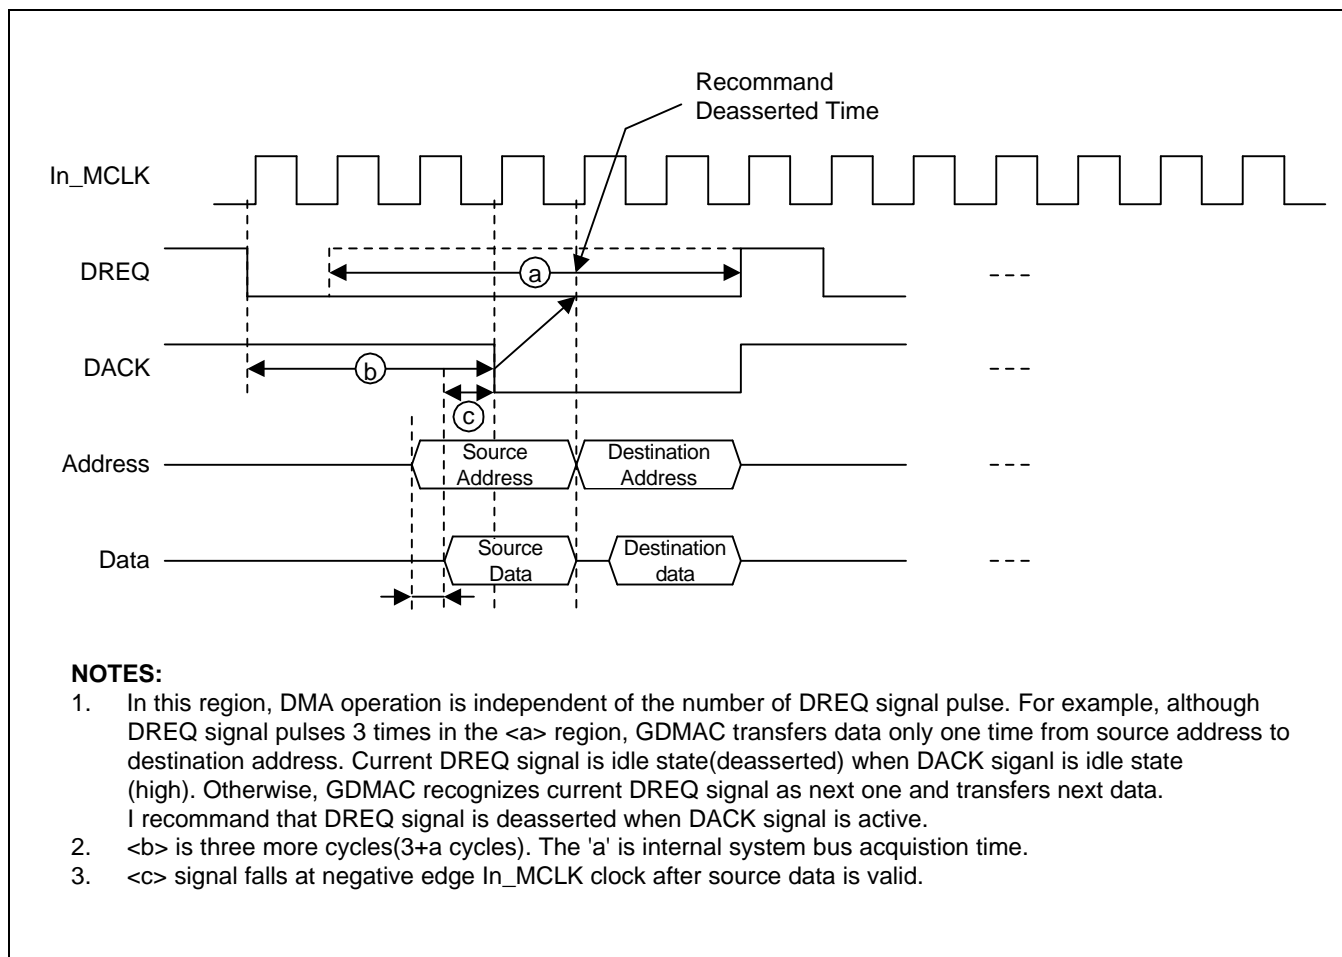 Recommand
Deasserted Time
In_MCLK
DREQ
a
DACK
b
c
Address
Source
Address
Destination
Address
Data
Source
Data
Destination
data
NOTES:
1. In this region, DMA operation is independent of the number of DREQ signal pulse. For example, although
DREQ signal pulses 3 times in the <a> region, GDMAC transfers data only one time from source address to
destination address. Current DREQ signal is idle state(deasserted) when DACK siganl is idle state
(high). Otherwise, GDMAC recognizes current DREQ signal as next one and transfers next data.
I recommand that DREQ signal is deasserted when DACK signal is active.
2. <b> is three more cycles(3+a cycles). The 'a' is internal system bus acquistion time.
3. <c> signal falls at negative edge In_MCLK clock after source data is valid.